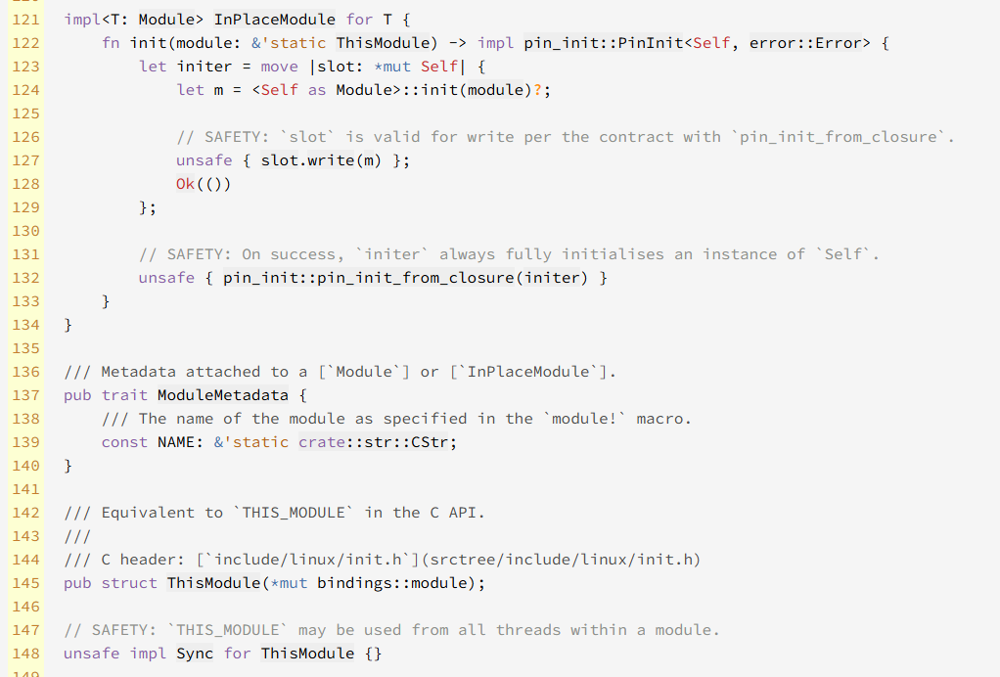 121 impl<T: Module> InPlaceModule for T {
122     fn init(module: &'static ThisModule) -> impl pin_init::PinInit<Self, error::Error> {
123         let initer = move |slot: *mut Self| {
124             let m = <Self as Module>::init(module)?;
125
126             // SAFETY: `slot` is valid for write per the contract with `pin_init_from_closure`.
127             unsafe { slot.write(m) };
128             Ok(())
129         };
130
131         // SAFETY: On success, `initer` always fully initialises an instance of `Self`.
132         unsafe { pin_init::pin_init_from_closure(initer) }
133     }
134 }
135
136 /// Metadata attached to a [`Module`] or [`InPlaceModule`].
137 pub trait ModuleMetadata {
138     /// The name of the module as specified in the `module!` macro.
139     const NAME: &'static crate::str::CStr;
140 }
141
142 /// Equivalent to `THIS_MODULE` in the C API.
143 ///
144 /// C header: [`include/linux/init.h`](srctree/include/linux/init.h)
145 pub struct ThisModule(*mut bindings::module);
146
147 // SAFETY: `THIS_MODULE` may be used from all threads within a module.
148 unsafe impl Sync for ThisModule {}